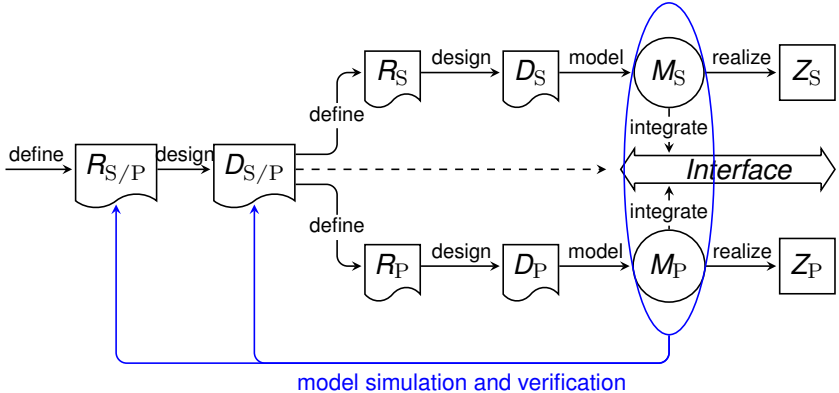 R_S
design
D_S
model
M_S
realize
Z_S
define
integrate
define
R_S/P
design
D_S/P
Interface
define
integrate
R_P
design
D_P
model
M_P
realize
Z_P
model simulation and verification